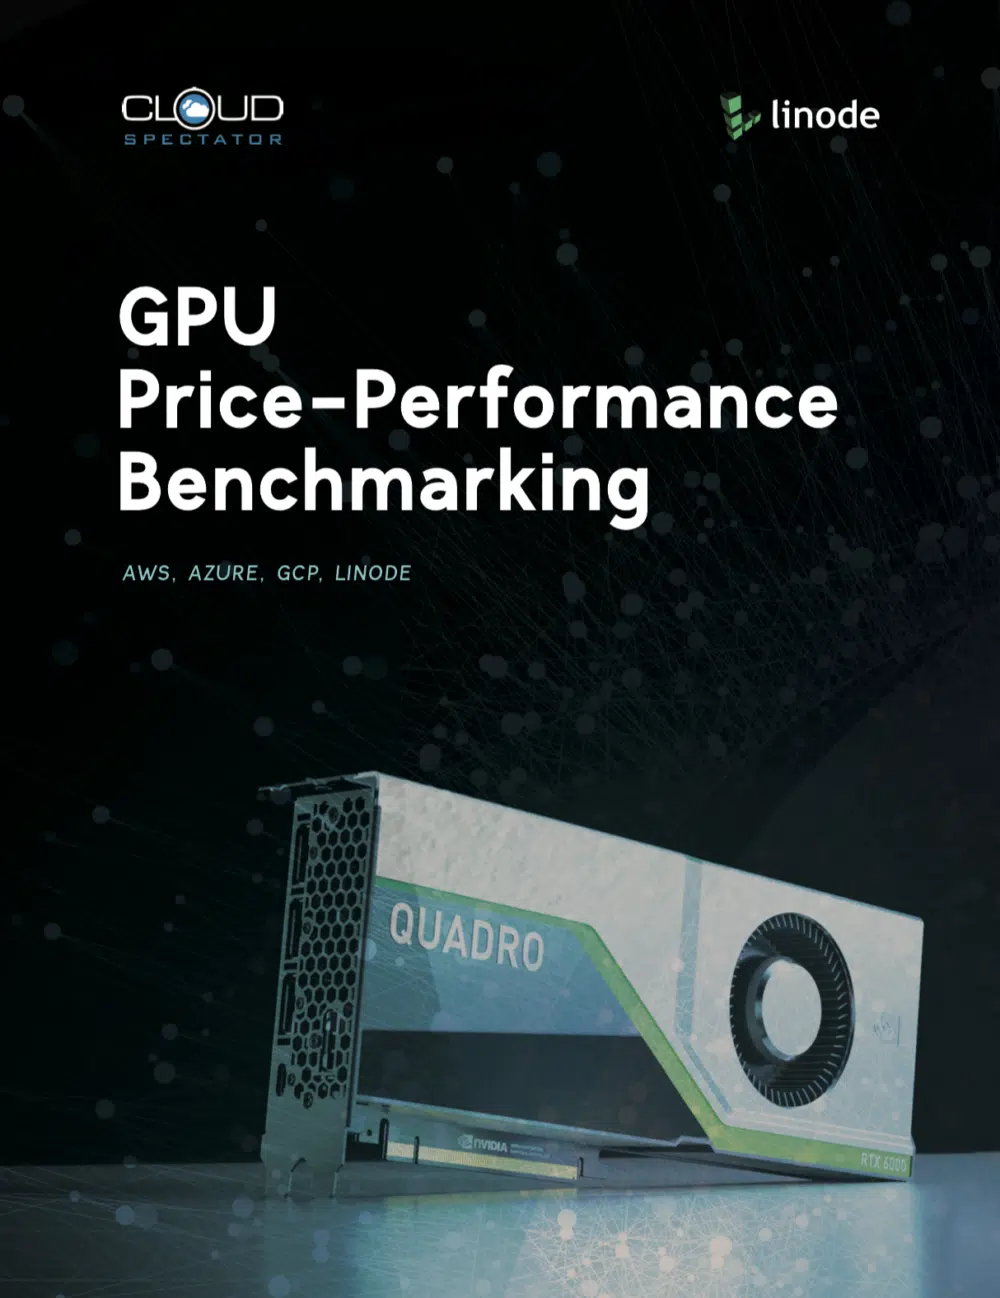 CLOUD
SPECTATOR
linode
GPU
Price-Performance
Benchmarking
AWS, AZURE, GCP, LINODE
QUADRO
NVIDIA
RTX 6000